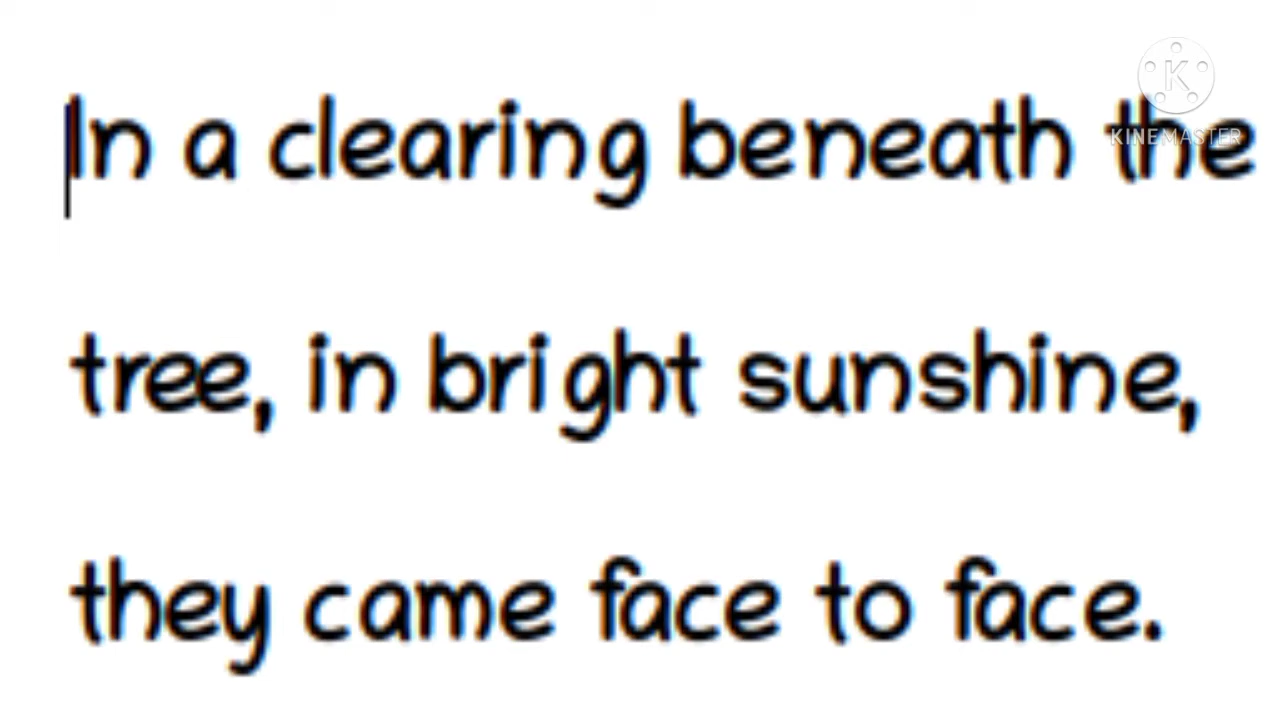 In a clearing beneath the
KINEMASTER
tree, in bright sunshine,
they came face to face.